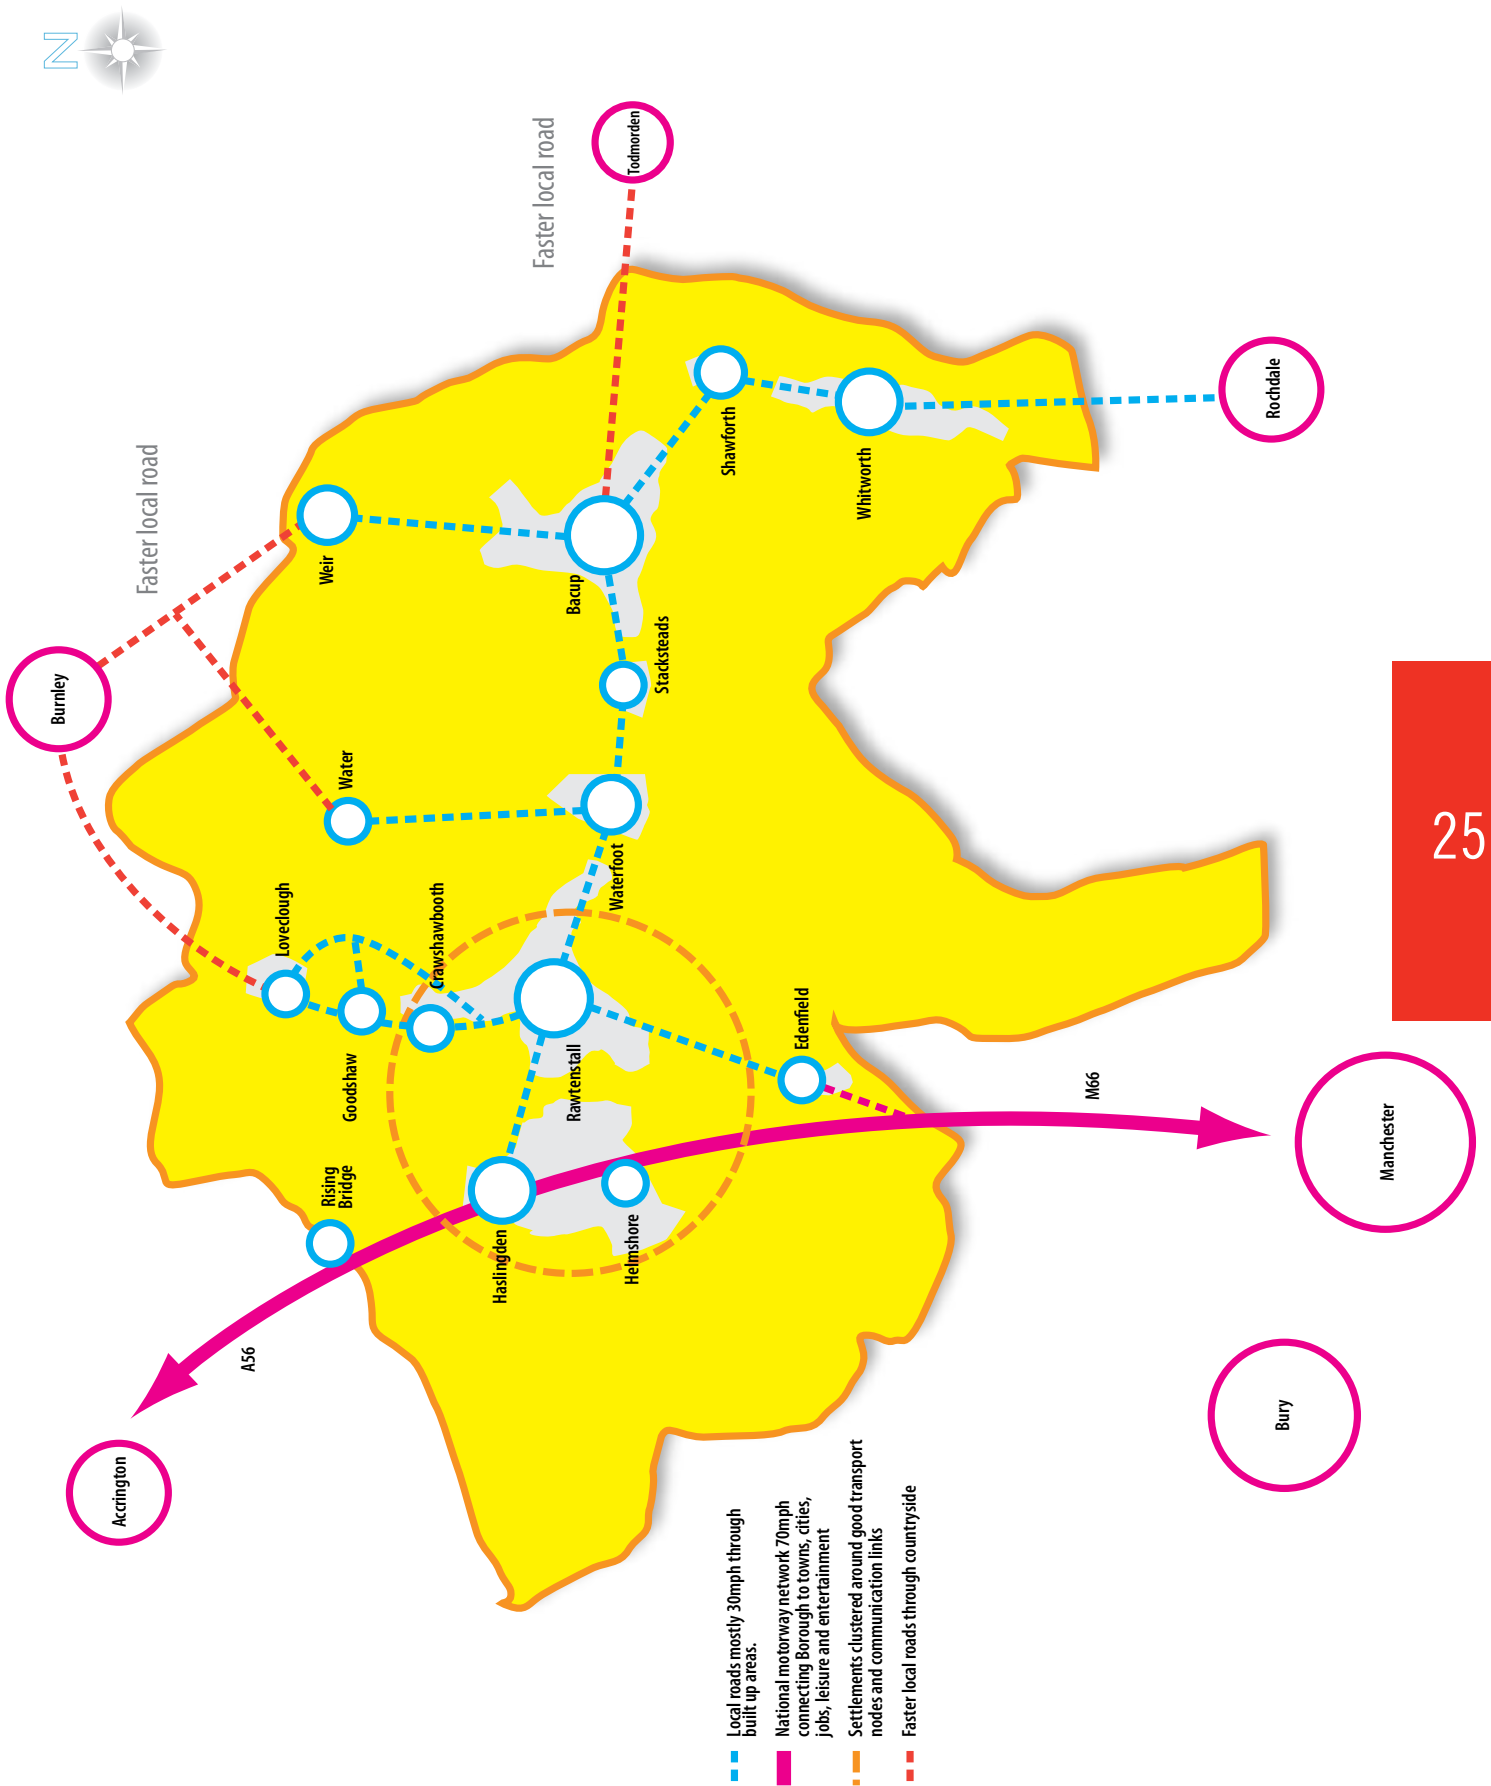 N
Faster local road
Todmorden
Faster local road
Burnley
Weir
Bacup
Shawforth
Whitworth
Rochdale
Stacksteads
Water
Waterfoot
Loveclough
Crawshawbooth
Goodshaw
Rawtenstall
Edenfield
M66
Manchester
Rising
Bridge
Haslingden
Helmshore
A56
Accrington
Bury
Local roads mostly 30mph through
built up areas.
National motorway network 70mph
connecting Borough to towns, cities,
jobs, leisure and entertainment
Settlements clustered around good transport
nodes and communication links
Faster local roads through countryside
25